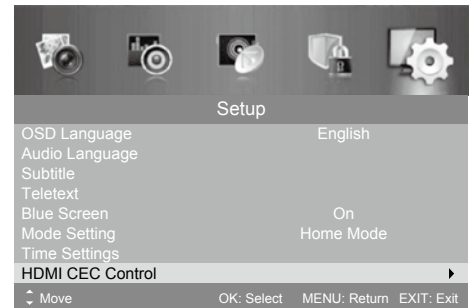 Setup
OSD Language English
Audio Language
Subtitle
Teletext
Blue Screen On
Mode Setting Home Mode
Time Settings
HDMI CEC Control
Move OK: Select MENU: Return EXIT: Exit